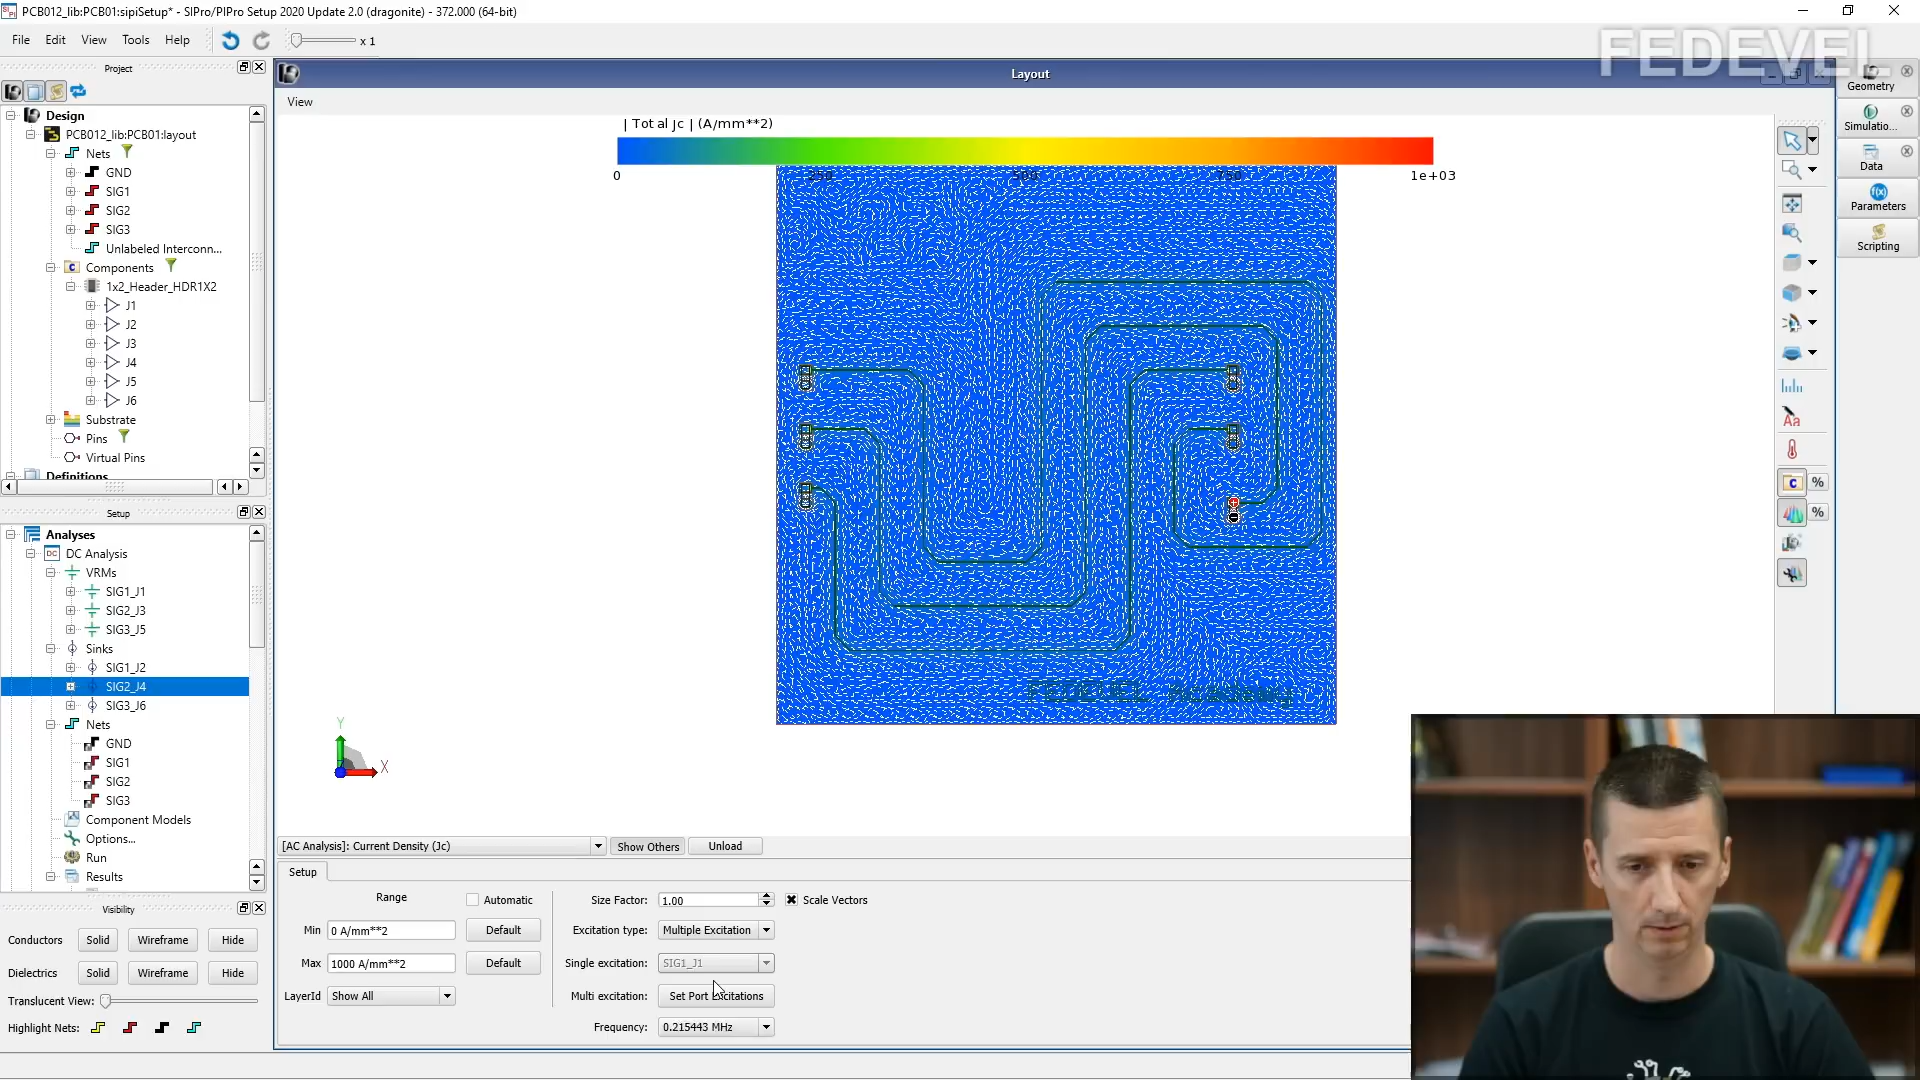 PCB012_lib:PCB01:sipiSetup* - SIPro/PIPro Setup 2020 Update 2.0 (dragonite) - 372.000 (64-bit)
File Edit View Tools Help x 1
FEDEVEL
Project
Design
PCB012_lib:PCB01:layout
Nets
GND
SIG1
SIG2
SIG3
Unlabeled Interconn...
Components
1x2_Header_HDR1X2
J1
J2
J3
J4
J5
J6
Substrate
Pins
Virtual Pins
Definitions
Setup
Analyses
DC Analysis
VRMs
SIG1_J1
SIG2_J3
SIG3_J5
Sinks
SIG1_J2
SIG2_J4
SIG3_J6
Nets
GND
SIG1
SIG2
SIG3
Component Models
Options...
Run
Results
Visibility
Conductors Solid Wireframe Hide
Dielectrics Solid Wireframe Hide
Translucent View:
Highlight Nets:
Layout
View
| Total Jc | (A/mm**2)
0 250 500 750 1e+03
FEDEVEL Academy
Y
X
[AC Analysis]: Current Density (Jc) Show Others Unload
Setup
Range Automatic
Min 0 A/mm**2 Default
Max 1000 A/mm**2 Default
LayerId Show All
Size Factor: 1.00 Scale Vectors
Excitation type: Multiple Excitation
Single excitation: SIG1_J1
Multi excitation: Set Port Excitations
Frequency: 0.215443 MHz
Geometry
Simulatio...
Data
f(x)
Parameters
Scripting
Aa
C %
%